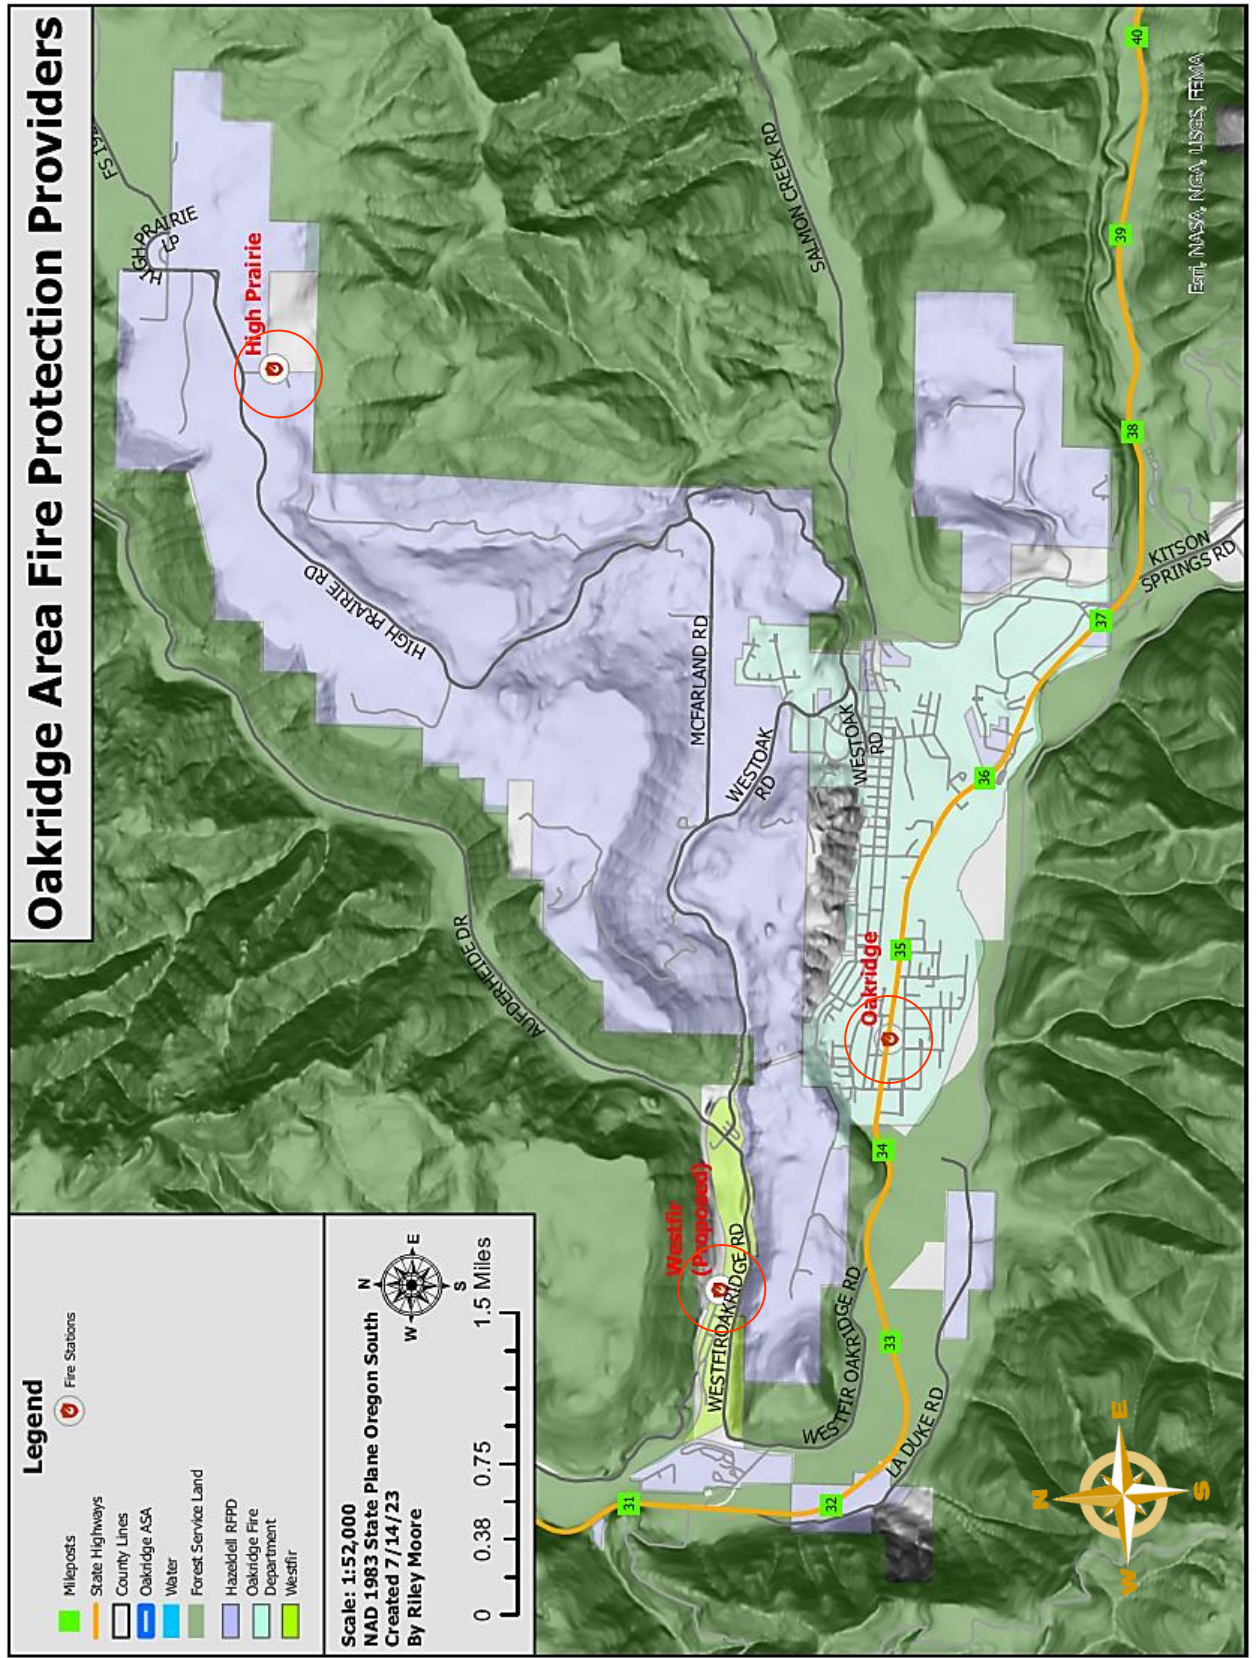 Oakridge Area Fire Protection Providers
Legend
Mileposts
State Highways
County Lines
Oakridge ASA
Water
Forest Service Land
Hazeldell RFPD
Oakridge Fire
Department
Westfir
Fire Stations
Scale: 1:52,000
NAD 1983 State Plane Oregon South
Created 7/14/23
By Riley Moore
N
W
E
S
0
0.38
0.75
1.5 Miles
HIGH PRAIRIE
LP
High Prairie
HIGH PRAIRIE RD
SALMON CREEK RD
MCFARLAND RD
WESTOAK
RD
WESTOAK
RD
AUFDERHEIDE DR
Westfir
(Proposed)
WESTFIROAKRIDGE RD
WESTFIR OAKRIDGE RD
LA DUKE RD
Oakridge
KITSON
SPRINGS RD
31
32
33
34
35
36
37
38
39
40
N
W
E
S
Esri, NASA, NGA, USGS, FEMA